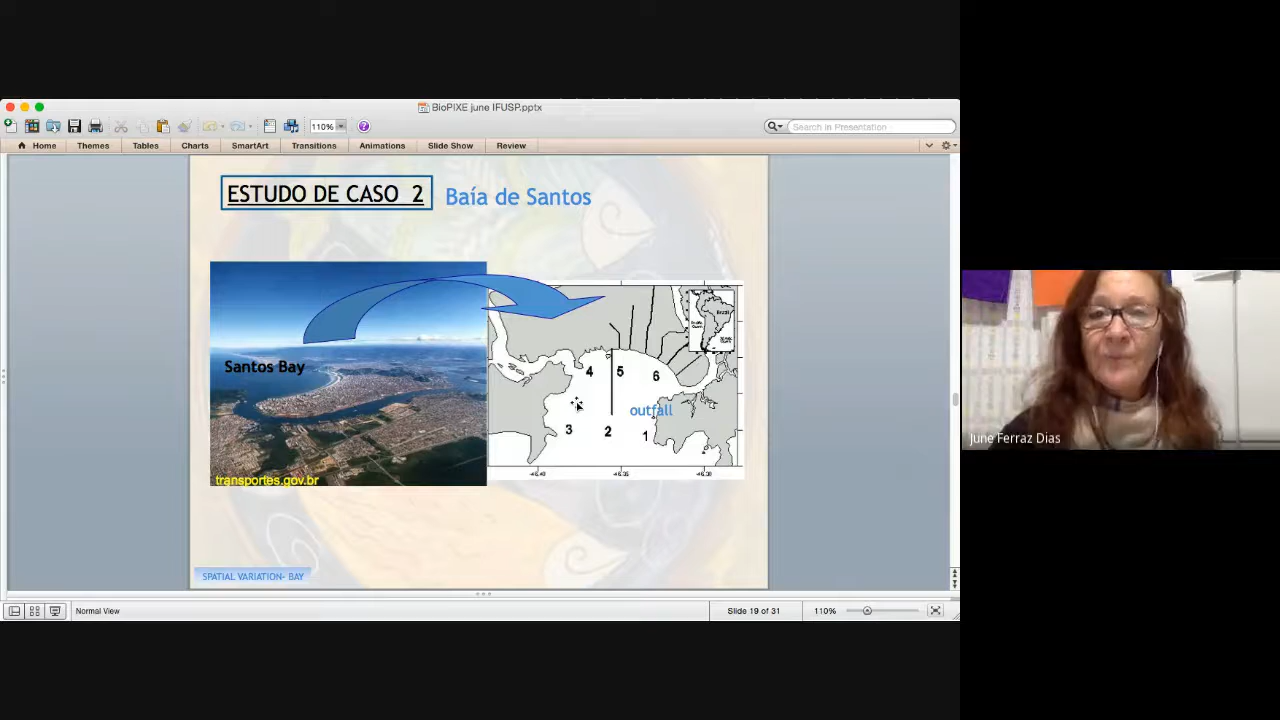 BioPIXE june IFUSP.pptx
110%
Search in Presentation
Home Themes Tables Charts SmartArt Transitions Animations Slide Show Review
ESTUDO DE CASO 2 Baía de Santos
Santos Bay
transportes.gov.br
Brazil
4 5 6
outfall
3 2 1
SPATIAL VARIATION- BAY
Normal View
Slide 19 of 31
110%
June Ferraz Dias